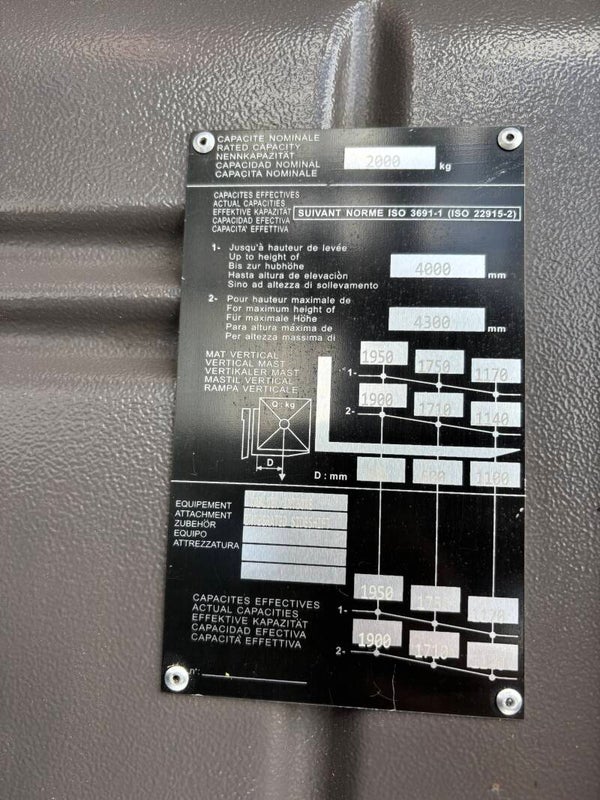 CAPACITE NOMINALE
RATED CAPACITY
NENNKAPAZITÄT
CAPACIDAD NOMINAL
CAPACITA NOMINALE
2000 kg
CAPACITES EFFECTIVES
ACTUAL CAPACITIES
EFFEKTIVE KAPAZITÄT
CAPACIDAD EFECTIVA
CAPACITA' EFFETTIVA
SUIVANT NORME ISO 3691-1 (ISO 22915-2)
1- Jusqu'à hauteur de levée
Up to height of
Bis zur hubhöhe
Hasta altura de elevaciòn
Sino ad altezza di sollevamento
4000 mm
2- Pour hauteur maximale de
For maximum height of
Für maximale Höhe
Para altura máxima de
Per altezza massima di
4300 mm
MAT VERTICAL
VERTICAL MAST
VERTIKALER MAST
MASTIL VERTICAL
RAMPA VERTICALE
1- 1950 1750 1170
2- 1900 1710 1140
Q : kg
D
D : mm 600 1100
EQUIPEMENT
ATTACHMENT
ZUBEHÖR
EQUIPO
ATTREZZATURA
SIDESHIFT
CAPACITES EFFECTIVES
ACTUAL CAPACITIES
EFFEKTIVE KAPAZITÄT
CAPACIDAD EFECTIVA
CAPACITÀ EFFETTIVA
1- 1950 1170
2- 1900 1710
n°: